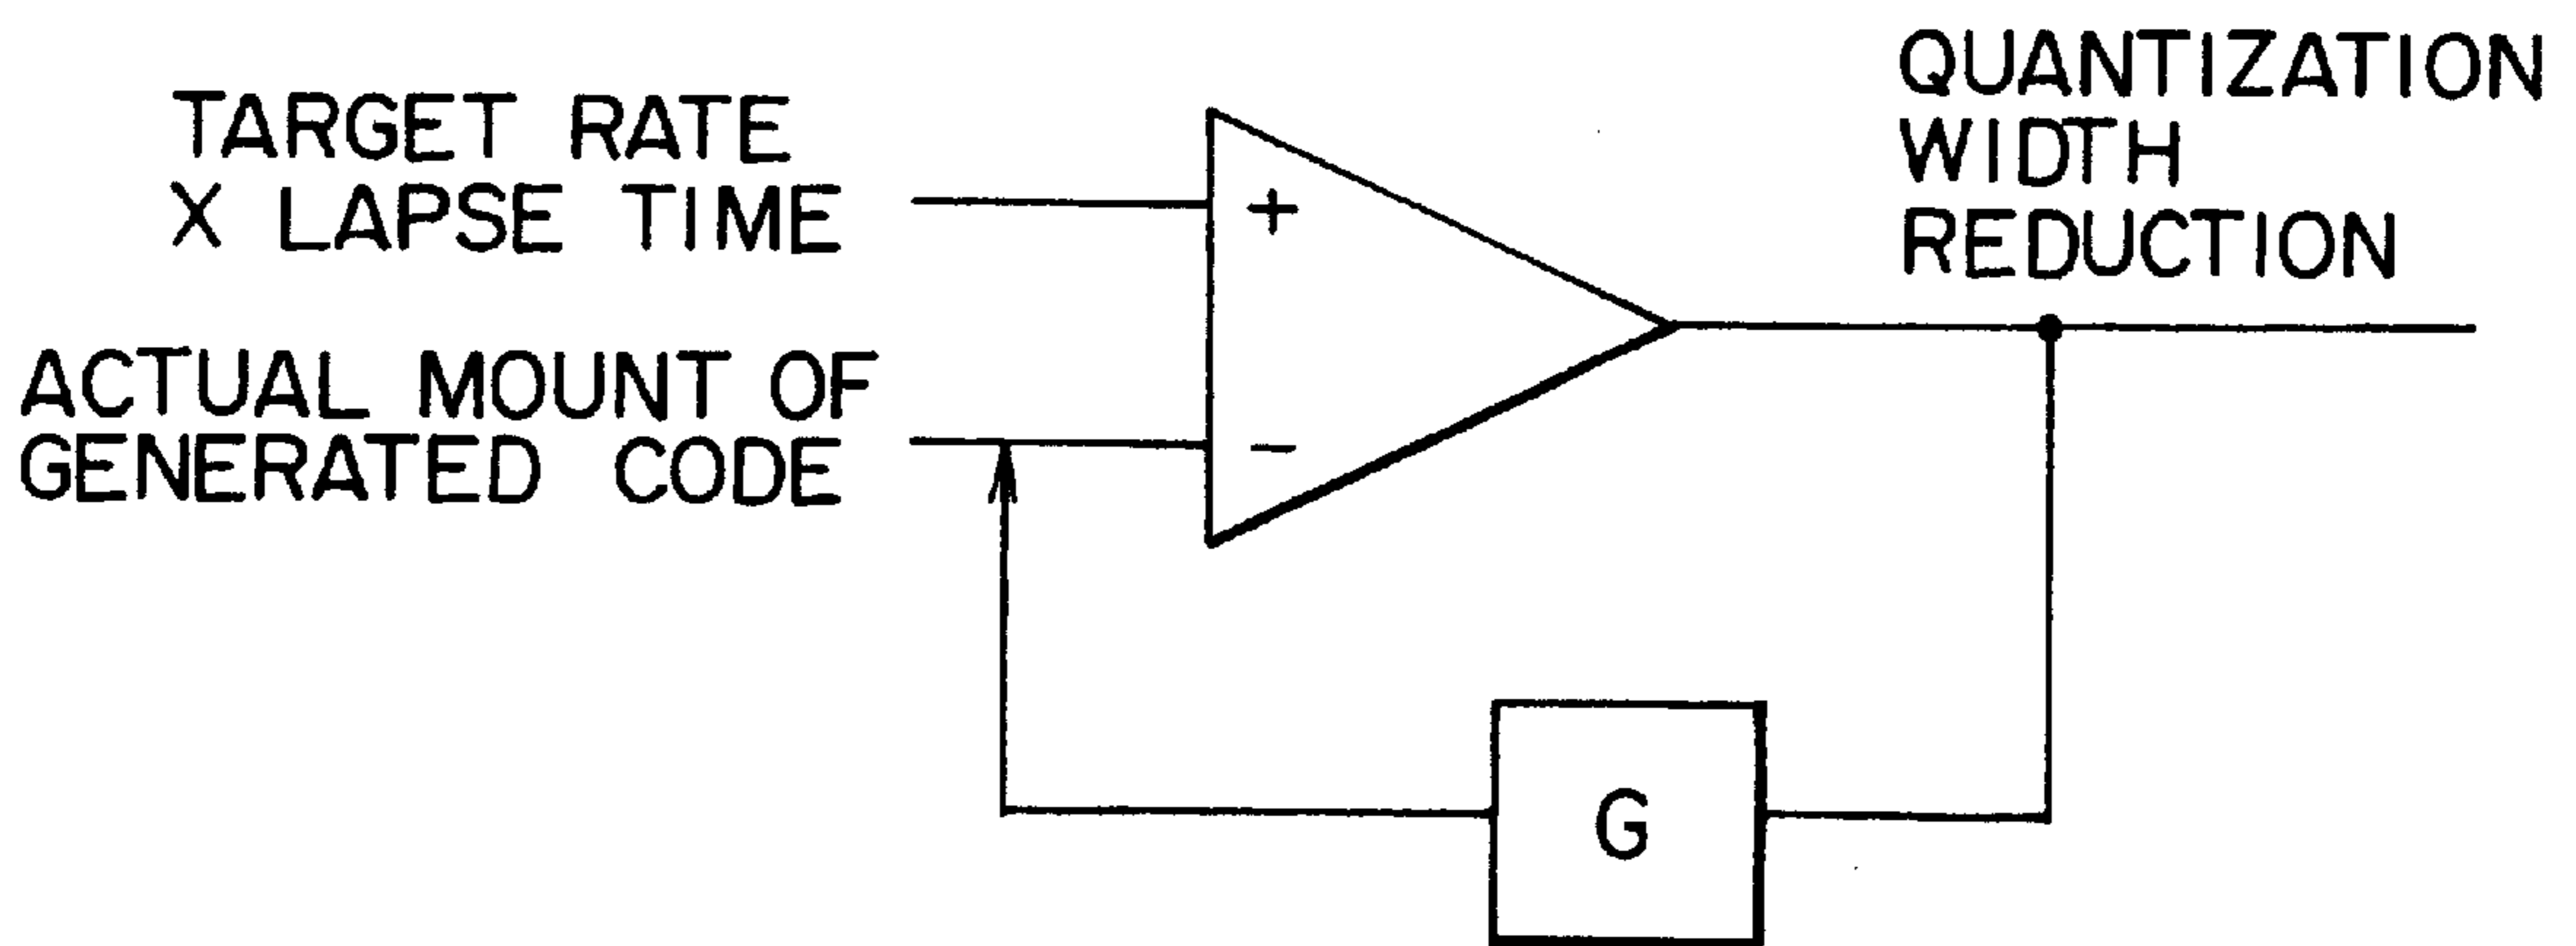 TARGET RATE
X LAPSE TIME
ACTUAL MOUNT OF
GENERATED CODE
+
-
QUANTIZATION
WIDTH
REDUCTION
G